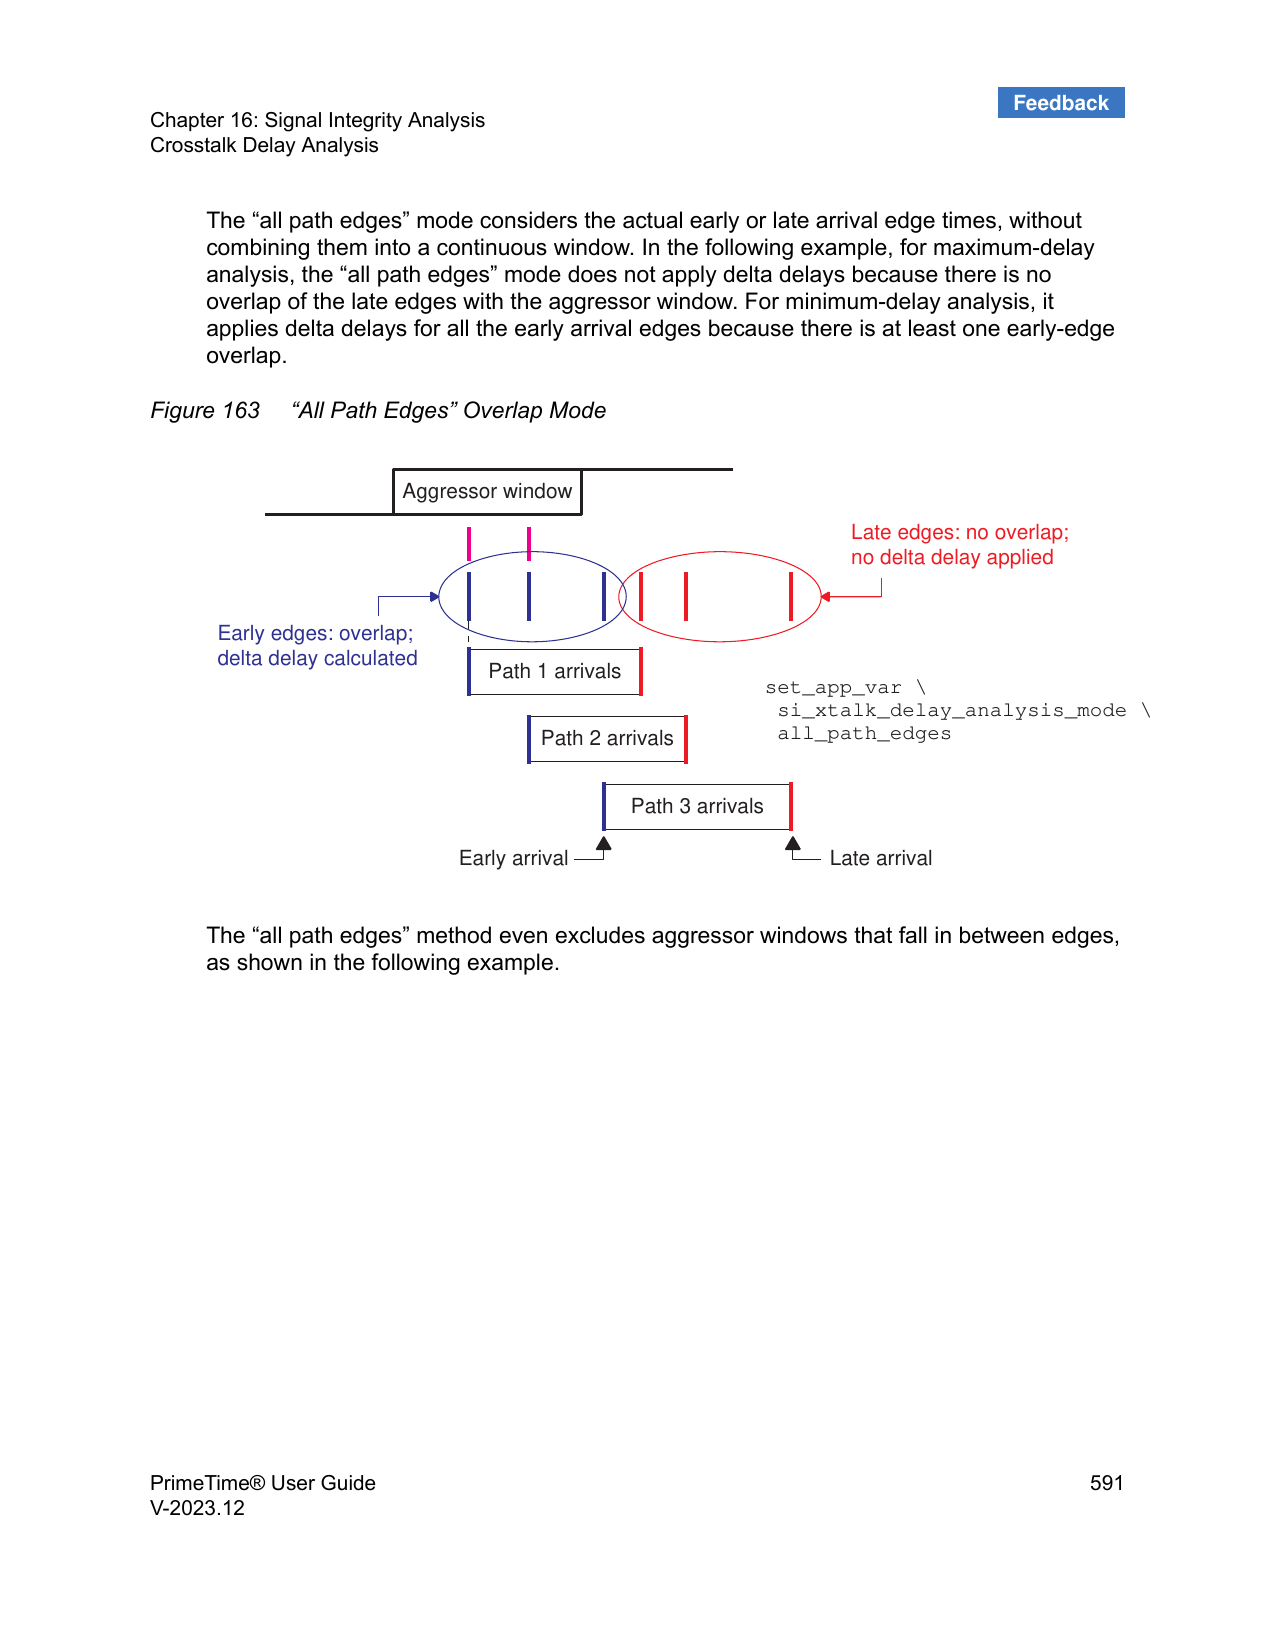 Feedback
Chapter 16: Signal Integrity Analysis
Crosstalk Delay Analysis
The “all path edges” mode considers the actual early or late arrival edge times, without
combining them into a continuous window. In the following example, for maximum-delay
analysis, the “all path edges” mode does not apply delta delays because there is no
overlap of the late edges with the aggressor window. For minimum-delay analysis, it
applies delta delays for all the early arrival edges because there is at least one early-edge
overlap.
Figure 163 “All Path Edges” Overlap Mode
Aggressor window
Late edges: no overlap;
no delta delay applied
Early edges: overlap;
delta delay calculated
Path 1 arrivals
set_app_var \
si_xtalk_delay_analysis_mode \
all_path_edges
Path 2 arrivals
Path 3 arrivals
Early arrival
Late arrival
The “all path edges” method even excludes aggressor windows that fall in between edges,
as shown in the following example.
PrimeTime® User Guide 591
V-2023.12